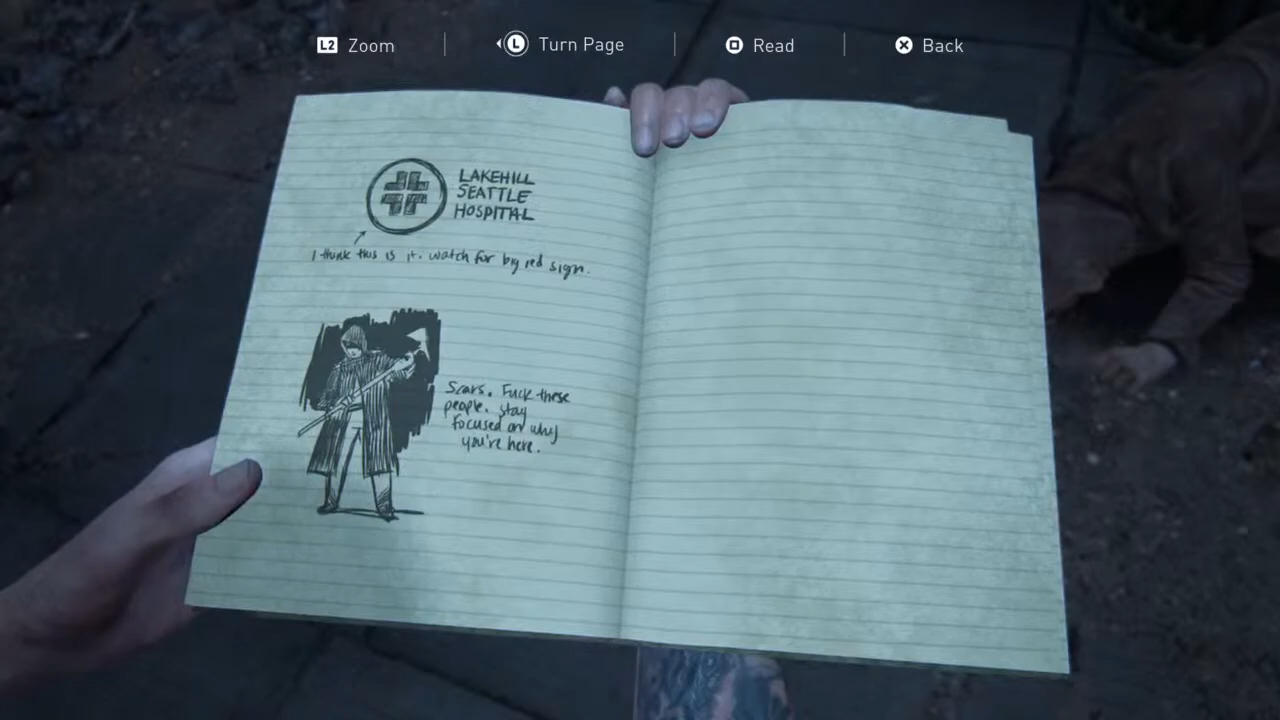 L2 Zoom
L Turn Page
Read
Back
LAKEHILL
SEATTLE
HOSPITAL
I think this is it. watch for big red sign.
Scars. Fuck these
people. stay
focused on why
you're here.